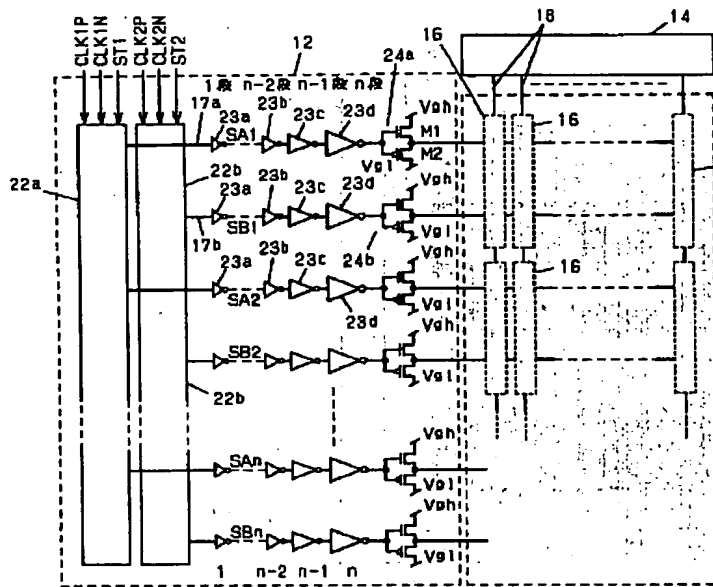 CLK1P
CLK1N
ST1
CLK2P
CLK2N
ST2
12
14
16
18
24a
1段 n-2段 n-1段 n段
17a
23a
SA1
23b
23c
23d
Vgh
M1
M2
Vgl
16
22a
22b
23a
SB1
23b
23c
23d
Vgh
Vgl
17b
24b
23a
SA2
23b
23c
23d
Vgh
Vgl
16
SB2
Vgh
Vgl
22b
SAn
Vgh
Vgl
SBn
Vgh
Vgl
1 n-2 n-1 n